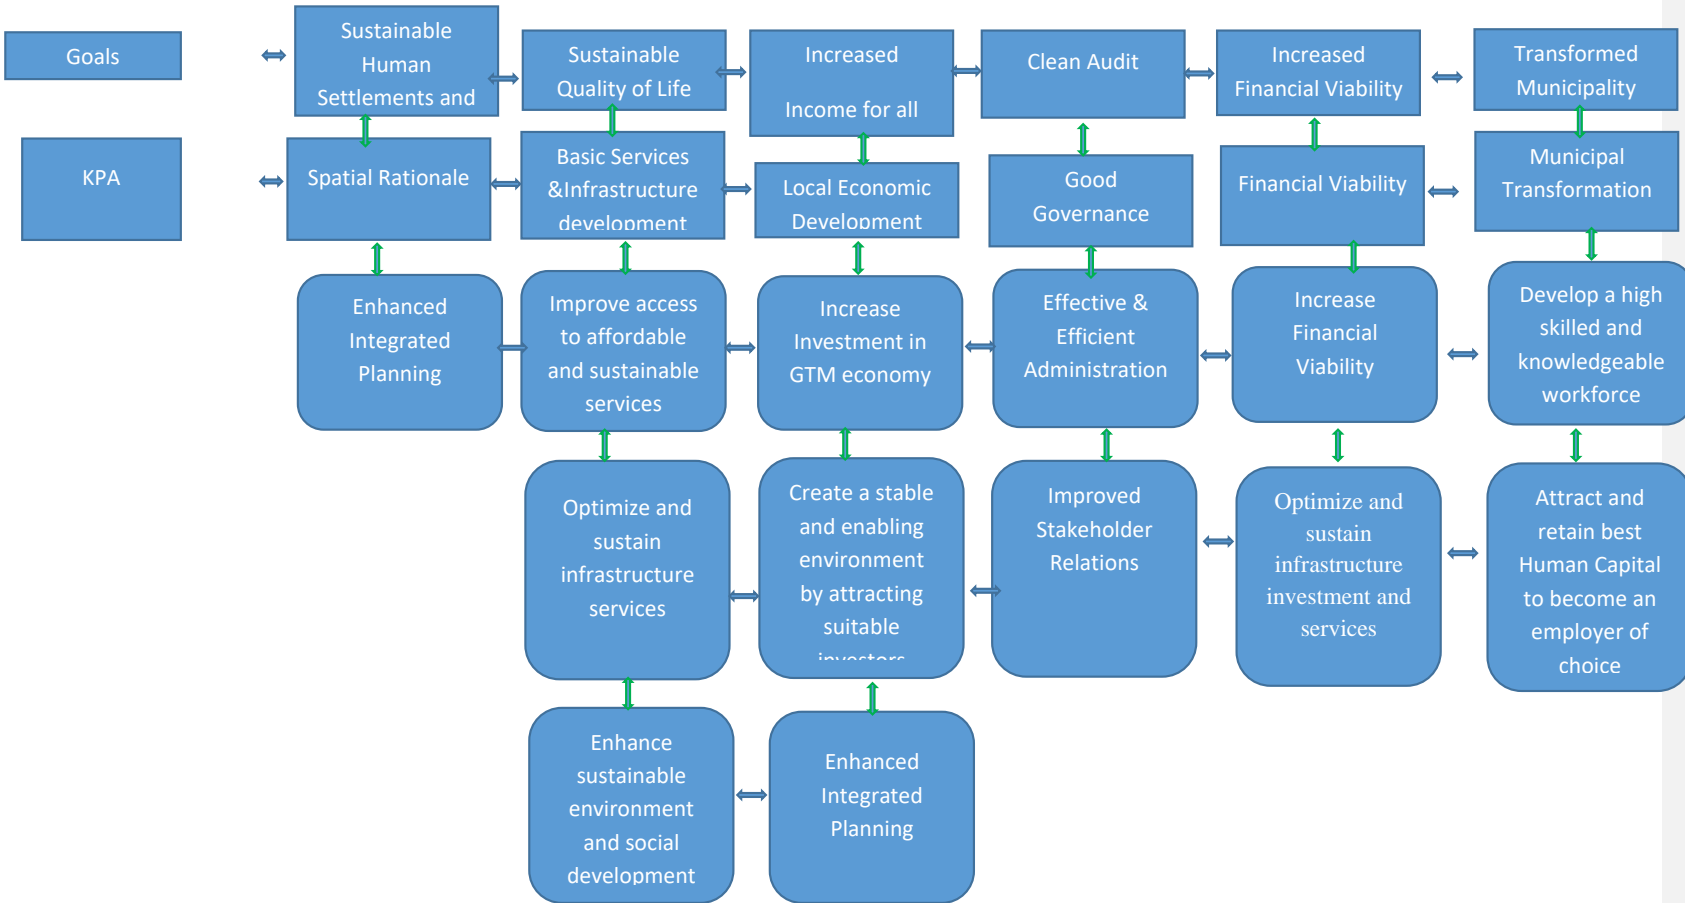 Goals
Sustainable
Human
Settlements and
Sustainable
Quality of Life
Increased
Income for all
Clean Audit
Increased
Financial Viability
Transformed
Municipality
KPA
Spatial Rationale
Basic Services
&Infrastructure
development
Local Economic
Development
Good
Governance
Financial Viability
Municipal
Transformation
Enhanced
Integrated
Planning
Improve access
to affordable
and sustainable
services
Increase
Investment in
GTM economy
Effective &
Efficient
Administration
Increase
Financial
Viability
Develop a high
skilled and
knowledgeable
workforce
Optimize and
sustain
infrastructure
services
Create a stable
and enabling
environment
by attracting
suitable
investors
Improved
Stakeholder
Relations
Optimize and
sustain
infrastructure
investment and
services
Attract and
retain best
Human Capital
to become an
employer of
choice
Enhance
sustainable
environment
and social
development
Enhanced
Integrated
Planning